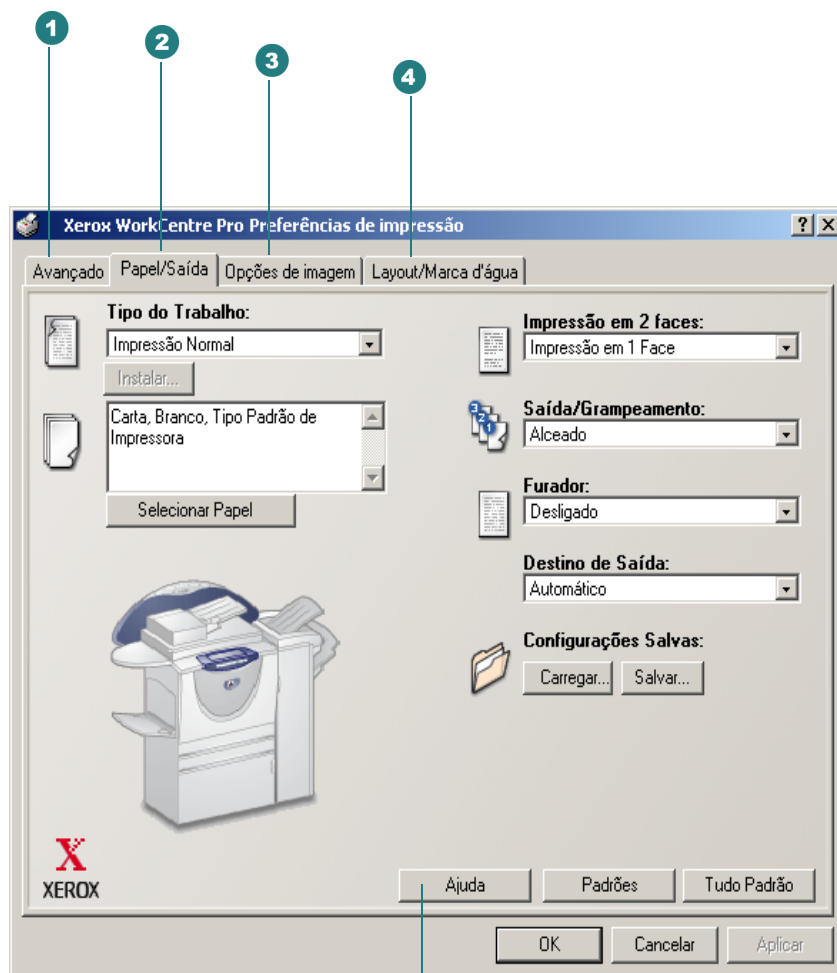 1
2
3
4
Xerox WorkCentre Pro Preferências de impressão
Avançado
Papel/Saída
Opções de imagem
Layout/Marca d'água
Tipo do Trabalho:
Impressão Normal
Instalar...
Carta, Branco, Tipo Padrão de
Impressora
Selecionar Papel
Impressão em 2 faces:
Impressão em 1 Face
Saída/Grampeamento:
3
2
1
Alceado
Furador:
Desligado
Destino de Saída:
Automático
Configurações Salvas:
Carregar...
Salvar...
X
XEROX
Ajuda
Padrões
Tudo Padrão
OK
Cancelar
Aplicar